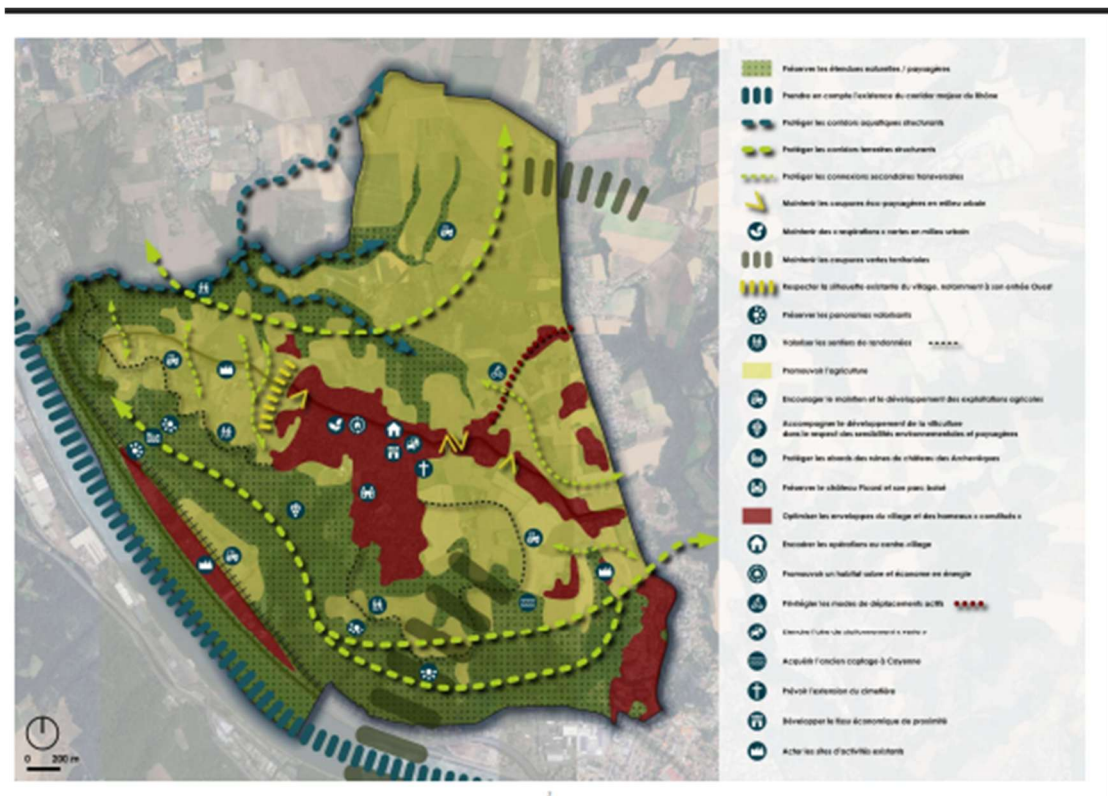 Préserver les étendues naturelles / paysagères
Prendre en compte l'existence du corridor majeur du Rhône
Protéger les corridors aquatiques structurants
Protéger les corridors terrestres structurants
Protéger les connexions secondaires transversales
Maintenir les coupures éco-paysagères en milieu urbain
Maintenir des « respirations » vertes en milieu urbain
Maintenir les coupures vertes territoriales
Respecter la silhouette existante du village, notamment à son entrée Ouest
Préserver les panoramas valorisants
Valoriser les sentiers de randonnées
Promouvoir l'agriculture
Encourager le maintien et le développement des exploitations agricoles
Accompagner le développement de la viticulture
dans le respect des sensibilités environnementales et paysagères
Protéger les abords des ruines du château des Archevêques
Préserver le château Picard et son parc boisé
Optimiser les enveloppes du village et des hameaux « constitués »
Encadrer les opérations au centre-village
Promouvoir un habitat sobre et économe en énergie
Privilégier les modes de déplacements actifs
Etendre l'aire de stationnement « verte »
Acquérir l'ancien captage à Cayenne
Prévoir l'extension du cimetière
Développer le tissu économique de proximité
Acter les sites d'activités existants
0 200 m